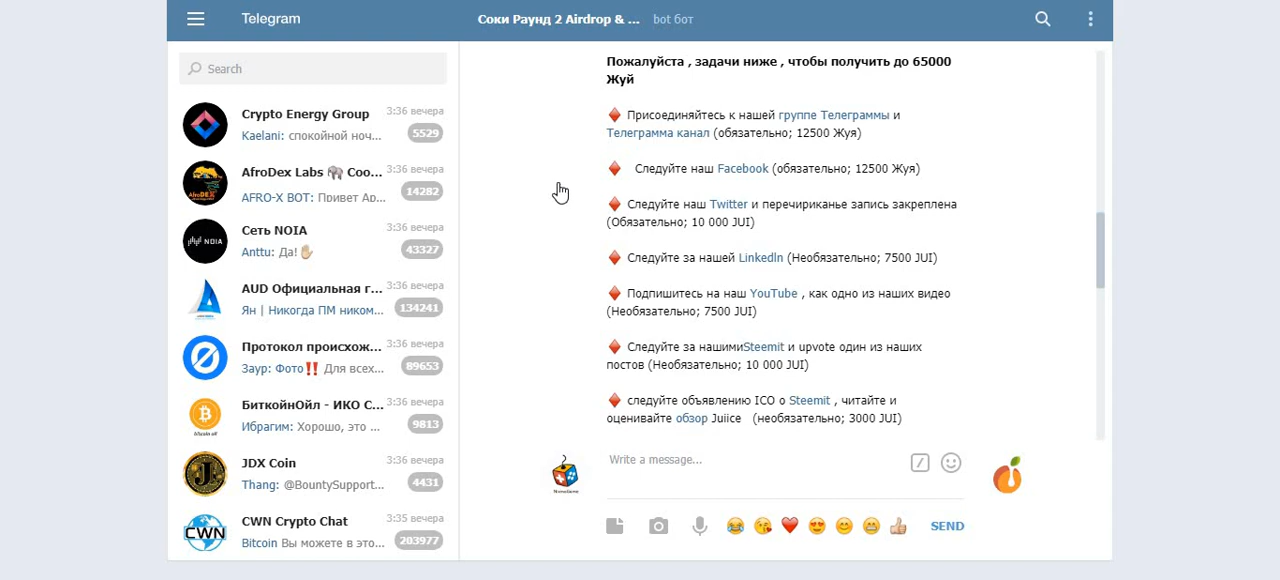 Telegram
Соки Раунд 2 Airdrop & ... bot бот
Search
Crypto Energy Group 3:36 вечера
Kaelani: спокойной ноч... 5529
AfroDex Labs 🐘 Coo... 3:36 вечера
AFRO-X BOT: Привет Ар... 14282
Сеть NOIA 3:36 вечера
Anttu: Да!✋ 43327
AUD Официальная г... 3:36 вечера
Ян | Никогда ПМ ником... 134241
Протокол происхож... 3:36 вечера
Заур: Фото‼️ Для всех... 89653
БиткойнОйл - ИКО С... 3:36 вечера
Ибрагим: Хорошо, это ... 9813
JDX Coin 3:36 вечера
Thang: @BountySupport... 4431
CWN Crypto Chat 3:35 вечера
Bitcoin Вы можете в это... 203977
NOIA
AfroDEX
CWN
Пожалуйста , задачи ниже , чтобы получить до 65000
Жуй
♦ Присоединяйтесь к нашей группе Телеграммы и
Телеграмма канал (обязательно; 12500 Жуя)
♦ Следуйте наш Facebook (обязательно; 12500 Жуя)
♦ Следуйте наш Twitter и перечириканье запись закреплена
(Обязательно; 10 000 JUI)
♦ Следуйте за нашей Linkedln (Необязательно; 7500 JUI)
♦ Подпишитесь на наш YouTube , как одно из наших видео
(Необязательно; 7500 JUI)
♦ Следуйте за нашимиSteemit и upvote один из наших
постов (Необязательно; 10 000 JUI)
♦ следуйте объявлению ICO о Steemit , читайте и
оценивайте обзор Juiice (необязательно; 3000 JUI)
Write a message...
SEND